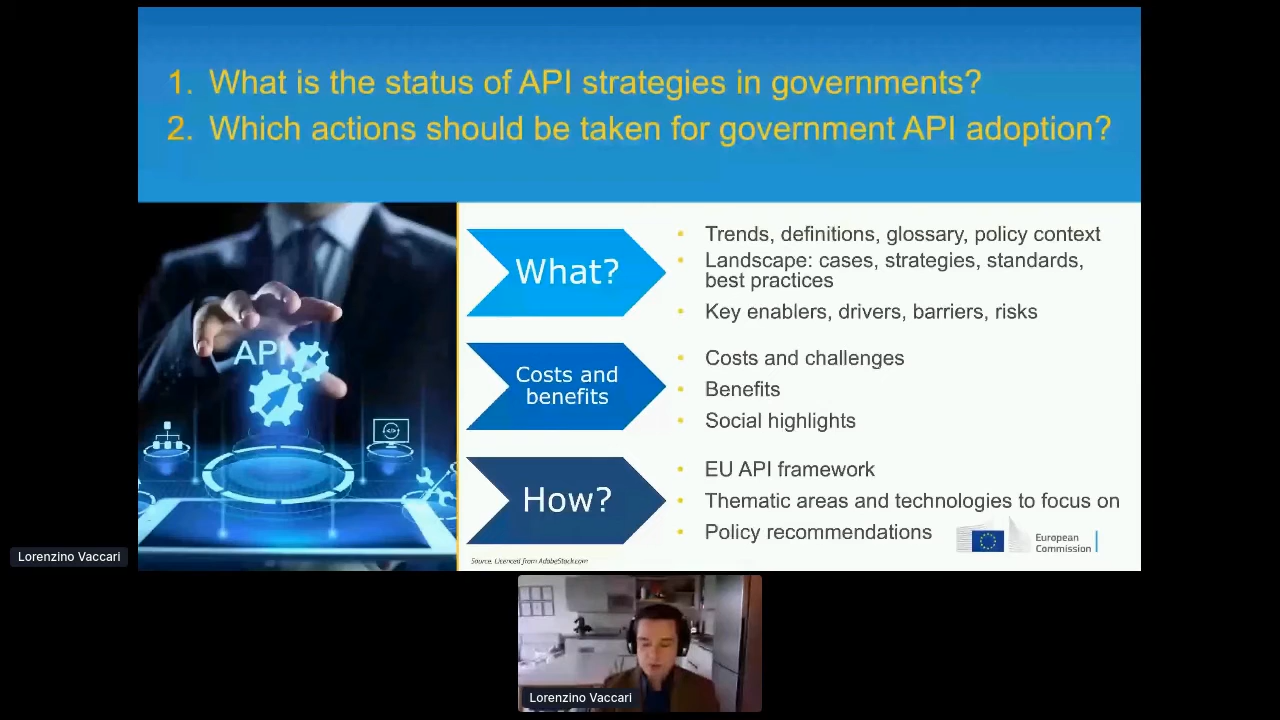 1. What is the status of API strategies in governments?
2. Which actions should be taken for government API adoption?
API
What?
• Trends, definitions, glossary, policy context
• Landscape: cases, strategies, standards,
best practices
• Key enablers, drivers, barriers, risks
Costs and
benefits
• Costs and challenges
• Benefits
• Social highlights
How?
• EU API framework
• Thematic areas and technologies to focus on
• Policy recommendations
European
Commission
Source, Licenced from AdobeStock.com
Lorenzino Vaccari
Lorenzino Vaccari